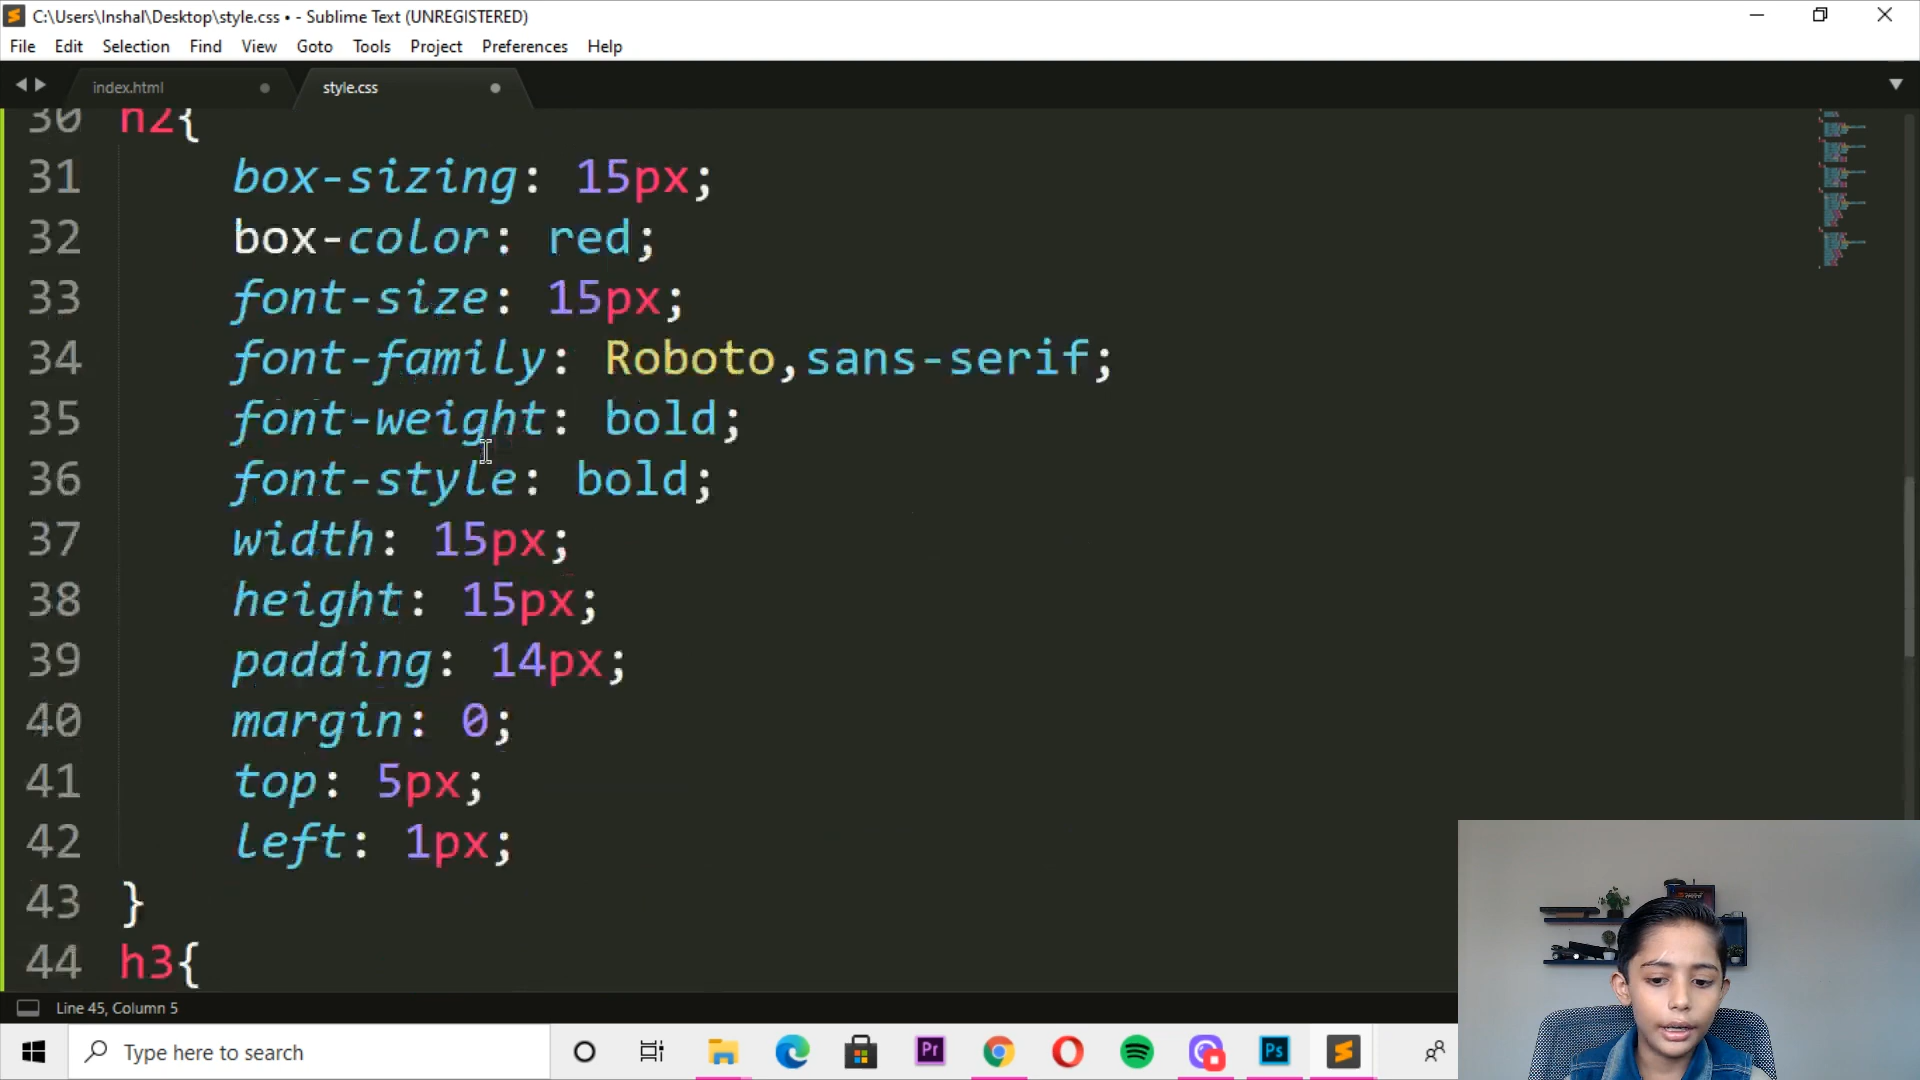 C:\Users\Inshal\Desktop\style.css • - Sublime Text (UNREGISTERED)
File Edit Selection Find View Goto Tools Project Preferences Help
index.html style.css
30 h2{
31 box-sizing: 15px;
32 box-color: red;
33 font-size: 15px;
34 font-family: Roboto,sans-serif;
35 font-weight: bold;
36 font-style: bold;
37 width: 15px;
38 height: 15px;
39 padding: 14px;
40 margin: 0;
41 top: 5px;
42 left: 1px;
43 }
44 h3{
Line 45, Column 5
Type here to search
Pr
Ps